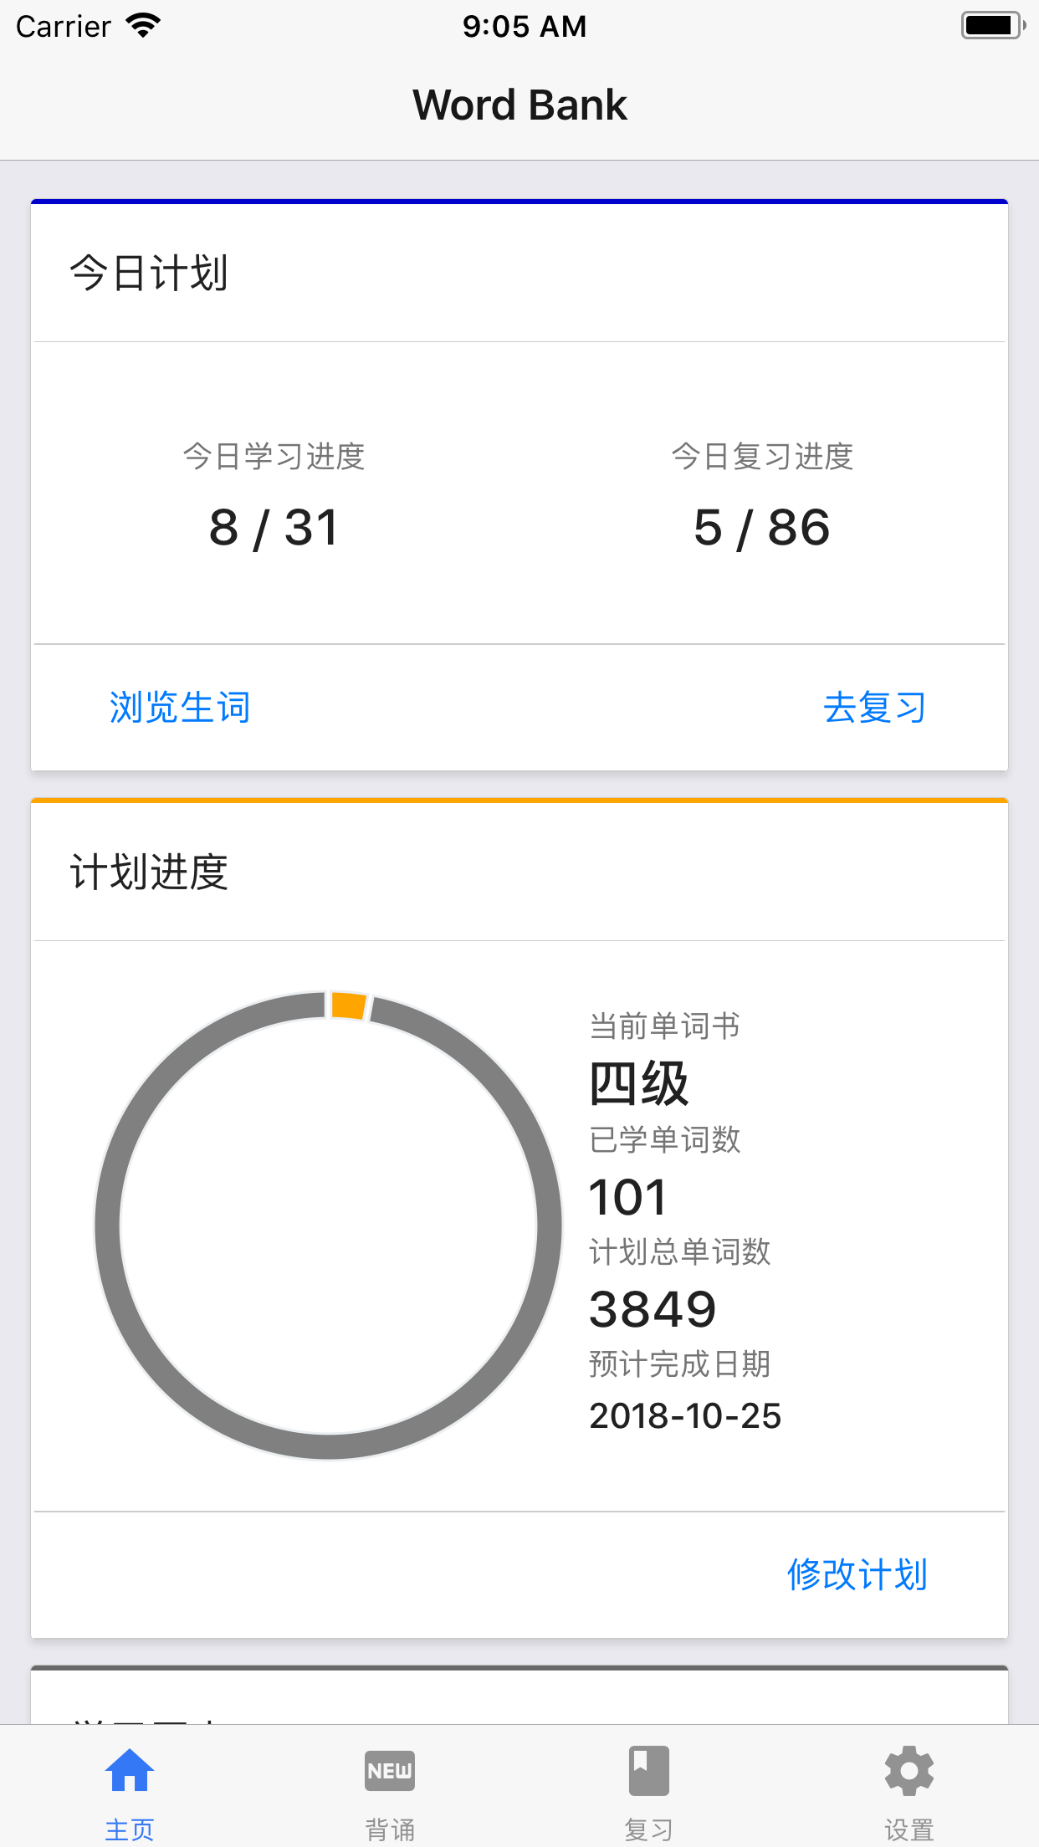 Carrier 9:05 AM
Word Bank
今日计划
今日学习进度 今日复习进度
8 / 31 5 / 86
浏览生词 去复习
计划进度
当前单词书
四级
已学单词数
101
计划总单词数
3849
预计完成日期
2018-10-25
修改计划
NEW
主页 背诵 复习 设置